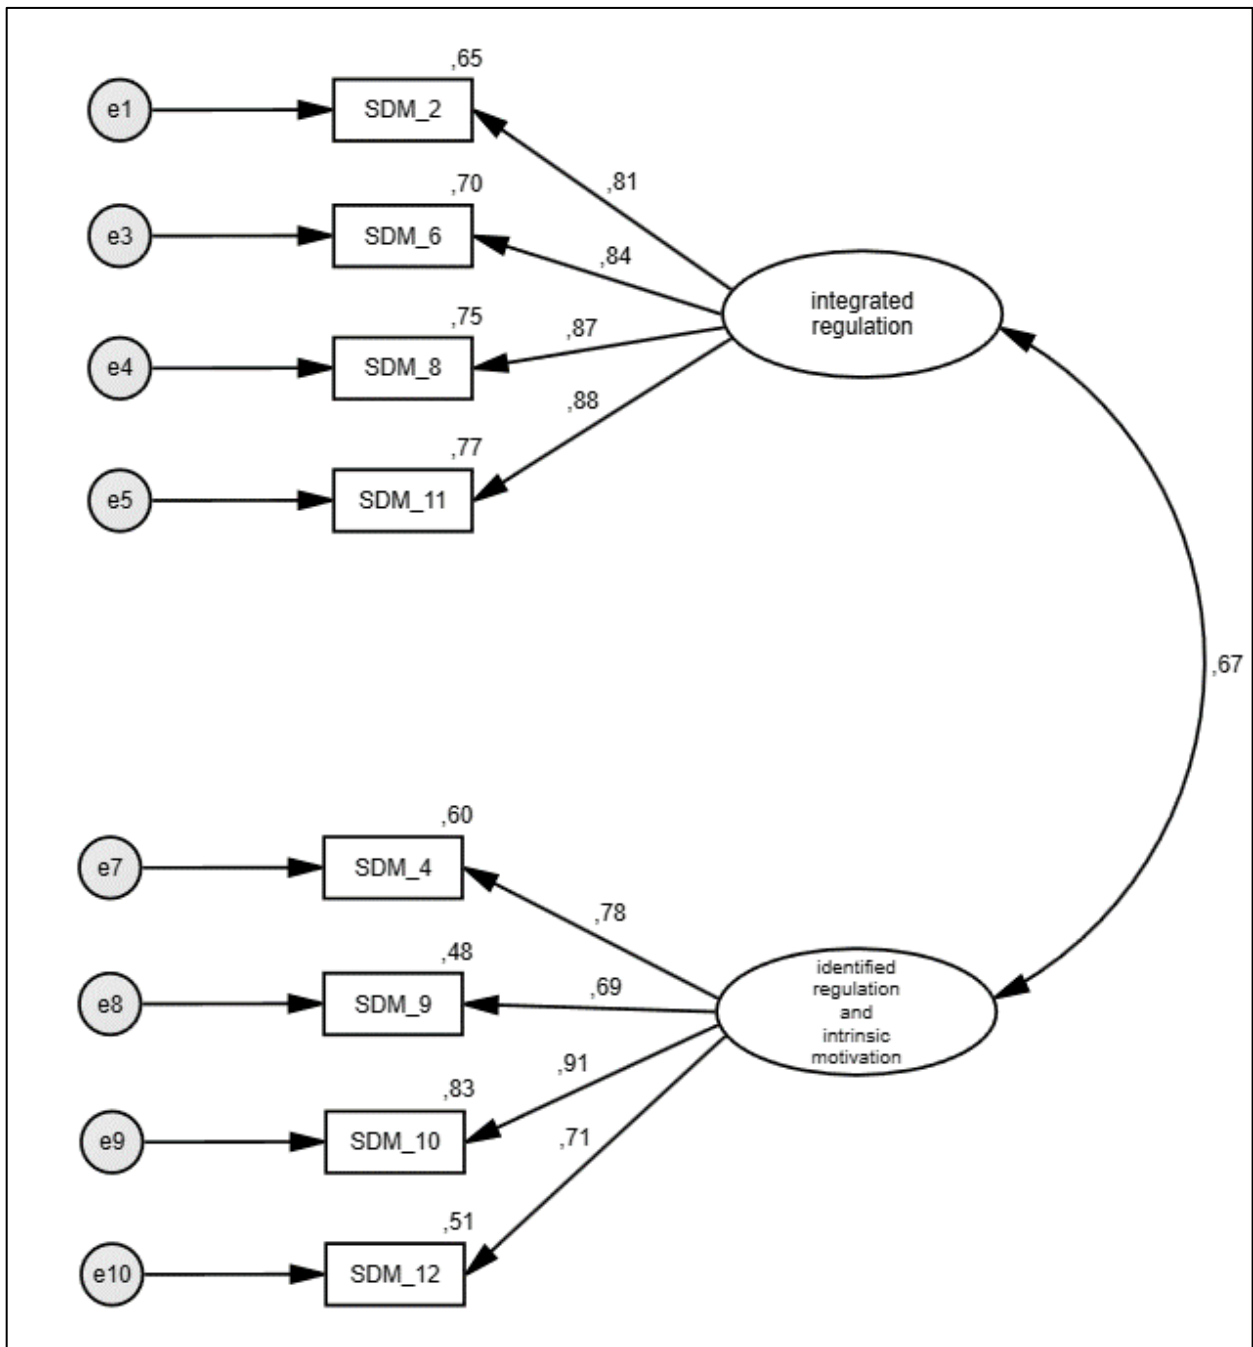 ,65
e1
SDM_2
,81
,70
e3
SDM_6
,84
integrated
regulation
,75
e4
SDM_8
,87
,88
,77
e5
SDM_11
,67
,60
e7
SDM_4
,78
,48
e8
SDM_9
,69
identified
regulation
and
intrinsic
motivation
,91
,83
e9
SDM_10
,71
,51
e10
SDM_12